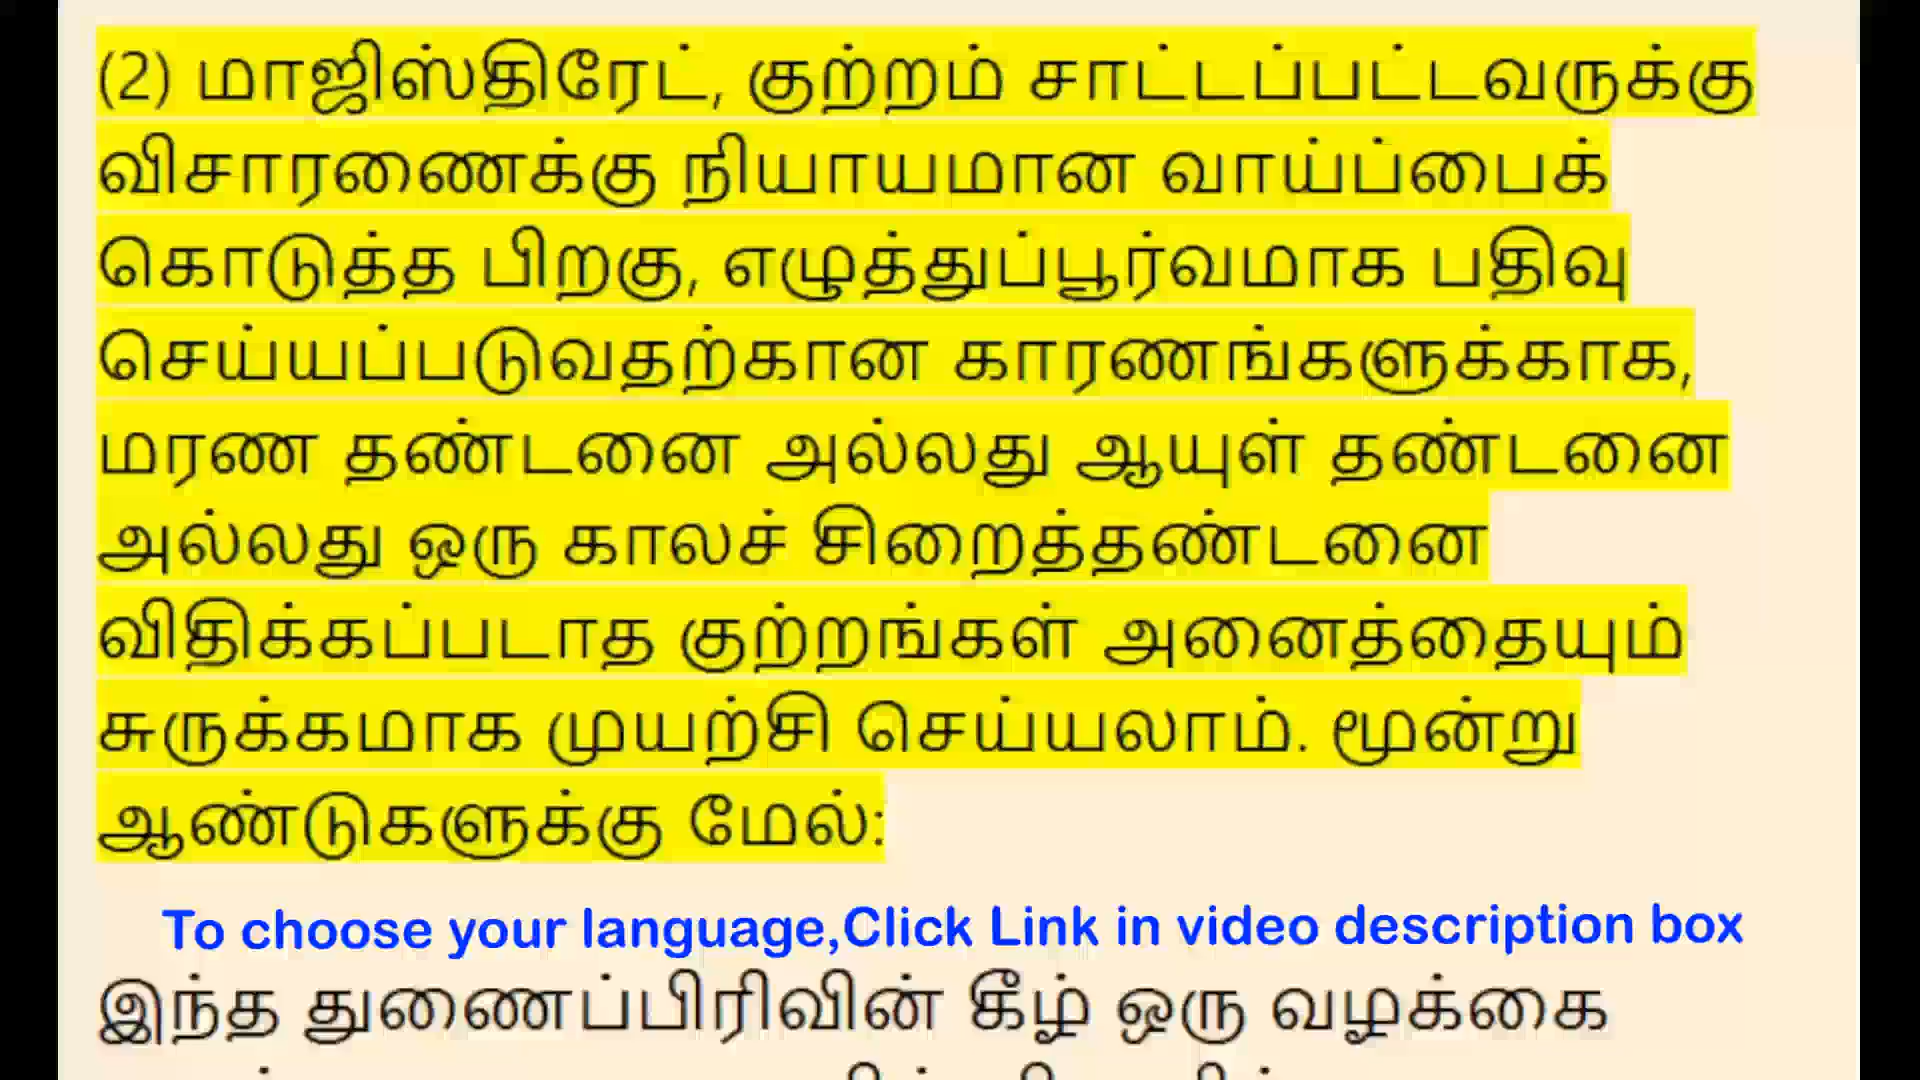 (2) மாஜிஸ்திரேட், குற்றம் சாட்டப்பட்டவருக்கு
விசாரணைக்கு நியாயமான வாய்ப்பைக்
கொடுத்த பிறகு, எழுத்துப்பூர்வமாக பதிவு
செய்யப்படுவதற்கான காரணங்களுக்காக,
மரண தண்டனை அல்லது ஆயுள் தண்டனை
அல்லது ஒரு காலச் சிறைத்தண்டனை
விதிக்கப்படாத குற்றங்கள் அனைத்தையும்
சுருக்கமாக முயற்சி செய்யலாம். மூன்று
ஆண்டுகளுக்கு மேல்:
To choose your language,Click Link in video description box
இந்த துணைப்பிரிவின் கீழ் ஒரு வழக்கை